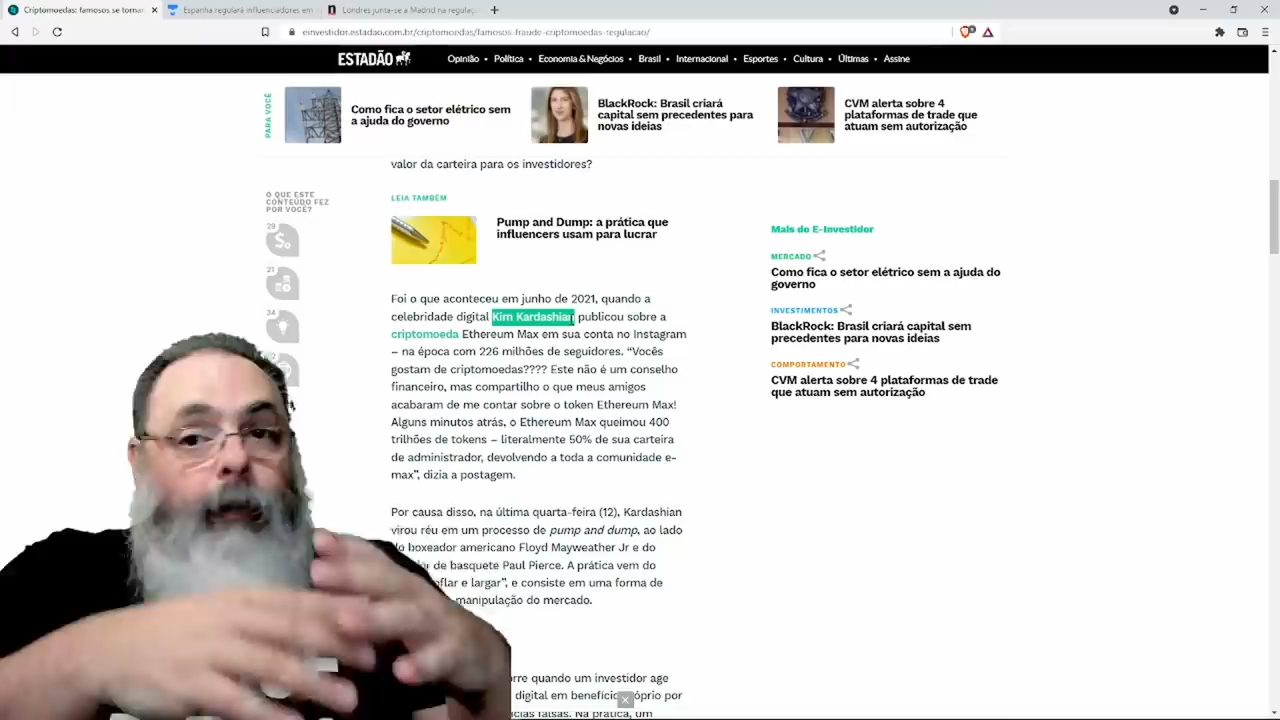 Criptomoedas: famosos se torna
Espanha regulará influenciadores em
Londres junta-se a Madrid na regulaç
einvestidor.estadao.com.br/criptomoedas/famosos-fraude-criptomoedas-regulacao/
ESTADÃO
Opinião • Política • Economia & Negócios • Brasil • Internacional • Esportes • Cultura • Últimas • Assine
PARA VOCÊ
Como fica o setor elétrico sem
a ajuda do governo
BlackRock: Brasil criará
capital sem precedentes para
novas ideias
CVM alerta sobre 4
plataformas de trade que
atuam sem autorização
valor da carteira para os investidores?
O QUE ESTE
CONTEÚDO FEZ
POR VOCÊ?
29
21
34
LEIA TAMBÉM
Pump and Dump: a prática que
influencers usam para lucrar
Foi o que aconteceu em junho de 2021, quando a
celebridade digital Kim Kardashian publicou sobre a
criptomoeda Ethereum Max em sua conta no Instagram
– na época com 226 milhões de seguidores. “Vocês
gostam de criptomoedas???? Este não é um conselho
financeiro, mas compartilho o que meus amigos
acabaram de me contar sobre o token Ethereum Max!
Alguns minutos atrás, o Ethereum Max queimou 400
trilhões de tokens – literalmente 50% de sua carteira
de administrador, devolvendo a toda a comunidade e-
max”, dizia a postagem.
Por causa disso, na última quarta-feira (12), Kardashian
virou réu em um processo de pump and dump, ao lado
do boxeador americano Floyd Mayweather Jr e do
de basquete Paul Pierce. A prática vem do
nflar e largar”, e consiste em uma forma de
manipulação do mercado.
rre quando um investidor age
digital em benefício próprio por
cias falsas. Na prática, um
Mais do E-Investidor
MERCADO
Como fica o setor elétrico sem a ajuda do
governo
INVESTIMENTOS
BlackRock: Brasil criará capital sem
precedentes para novas ideias
COMPORTAMENTO
CVM alerta sobre 4 plataformas de trade
que atuam sem autorização